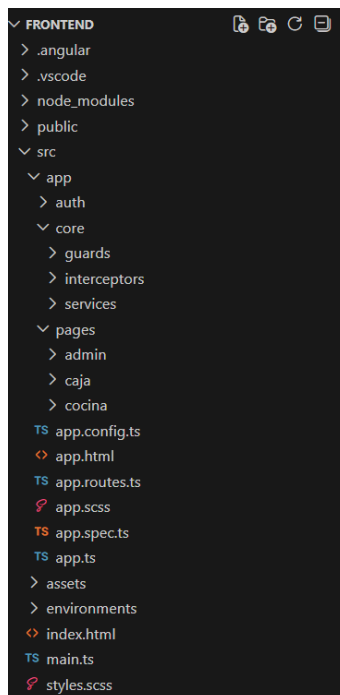 FRONTEND
.angular
.vscode
node_modules
public
src
app
auth
core
guards
interceptors
services
pages
admin
caja
cocina
TS app.config.ts
<> app.html
TS app.routes.ts
app.scss
TS app.spec.ts
TS app.ts
assets
environments
<> index.html
TS main.ts
styles.scss